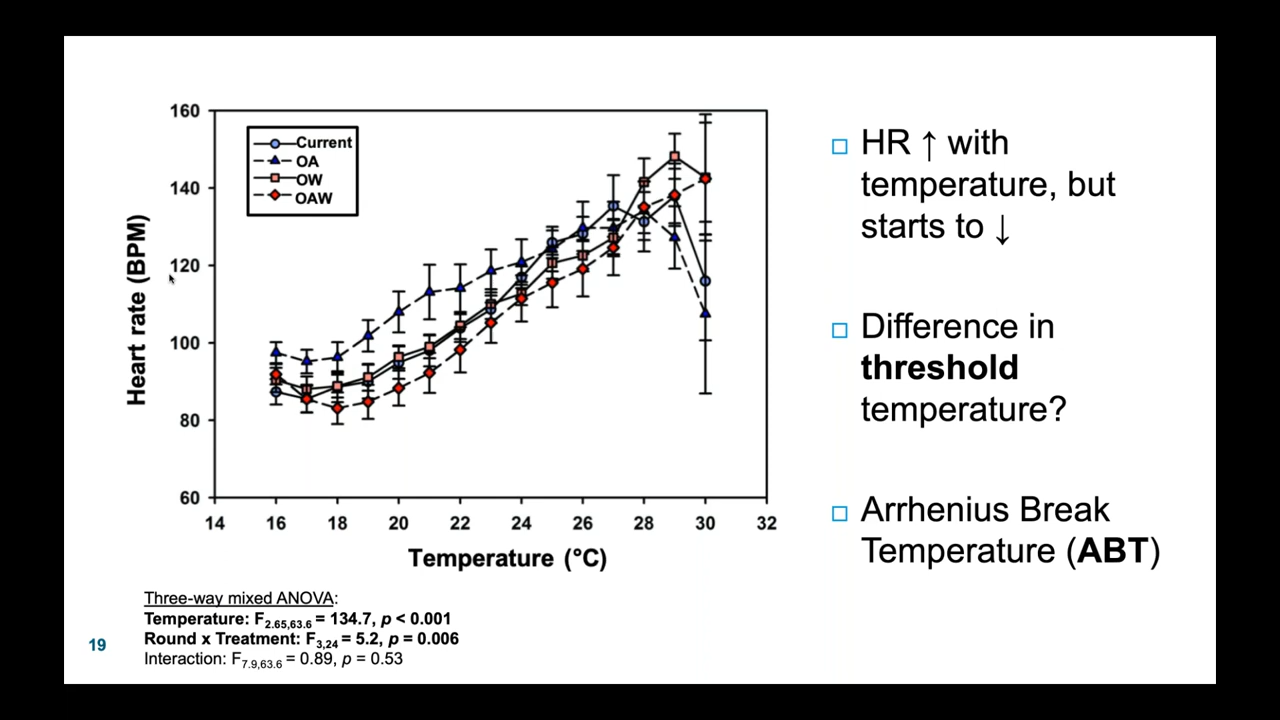 160
140
120
100
80
60
14 16 18 20 22 24 26 28 30 32
Heart rate (BPM)
Temperature (°C)
Current
OA
OW
OAW
HR ↑ with
temperature, but
starts to ↓
Difference in
threshold
temperature?
Arrhenius Break
Temperature (ABT)
Three-way mixed ANOVA:
Temperature: F2.65,63.6 = 134.7, p < 0.001
Round x Treatment: F3,24 = 5.2, p = 0.006
Interaction: F7.9,63.6 = 0.89, p = 0.53
19